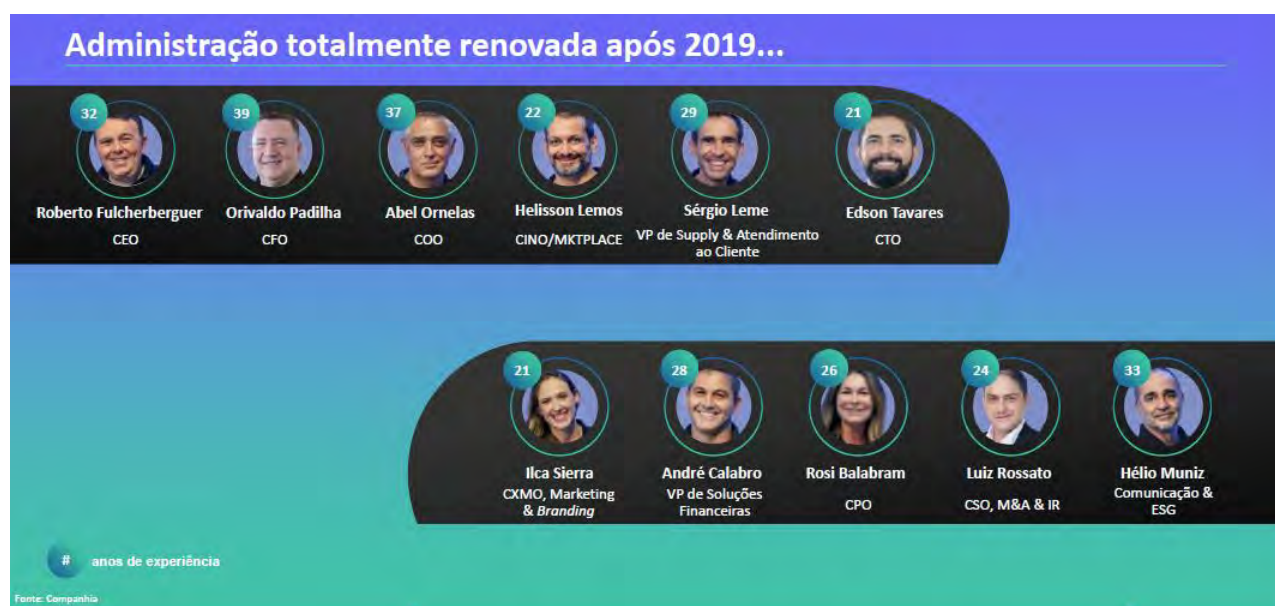 Administração totalmente renovada após 2019...
32
39
37
22
29
21
Roberto Fulcherberguer
Orivaldo Padilha
Abel Ornelas
Helisson Lemos
Sérgio Leme
Edson Tavares
CEO
CFO
COO
CINO/MKTPLACE
VP de Supply & Atendimento
ao Cliente
CTO
21
28
26
24
33
Ilca Sierra
André Calabro
Rosi Balabram
Luiz Rossato
Hélio Muniz
CXMO, Marketing
& Branding
VP de Soluções
Financeiras
CPO
CSO, M&A & IR
Comunicação &
ESG
# anos de experiência
Fonte: Companhia